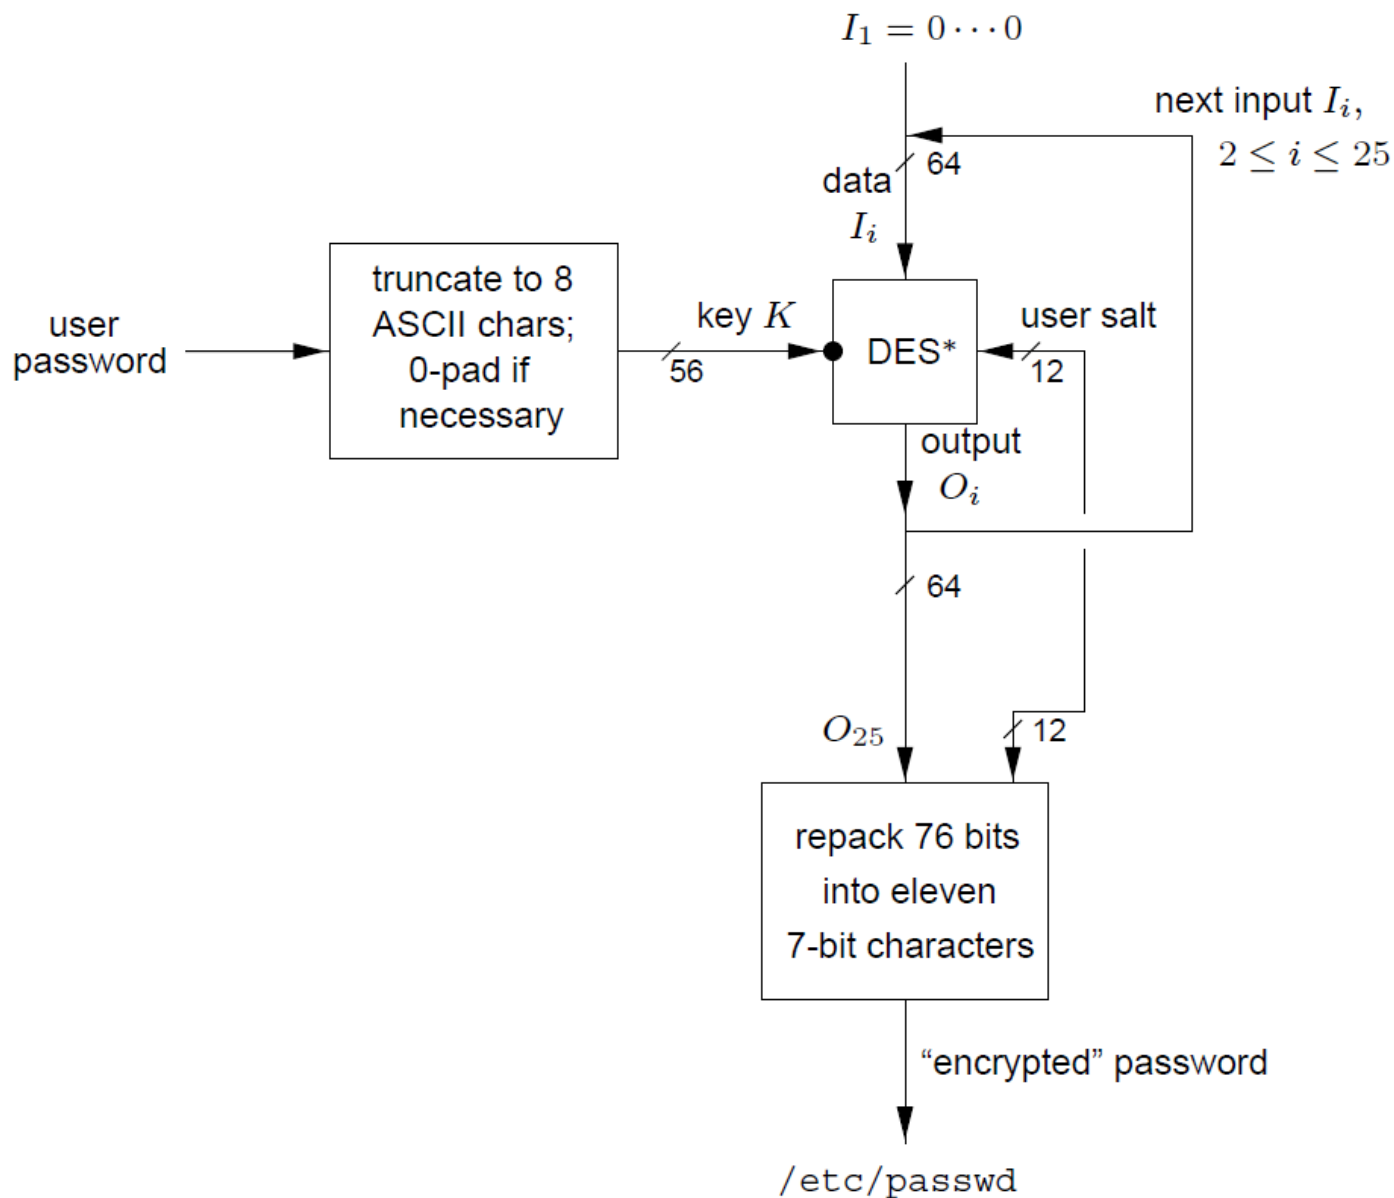 I₁ = 0 ⋯ 0
next input Iᵢ,
2 ≤ i ≤ 25
64
data
Iᵢ
truncate to 8
ASCII chars;
0-pad if
necessary
user
password
key K
56
DES*
user salt
12
output
Oᵢ
64
O₂₅
12
repack 76 bits
into eleven
7-bit characters
“encrypted” password
/etc/passwd